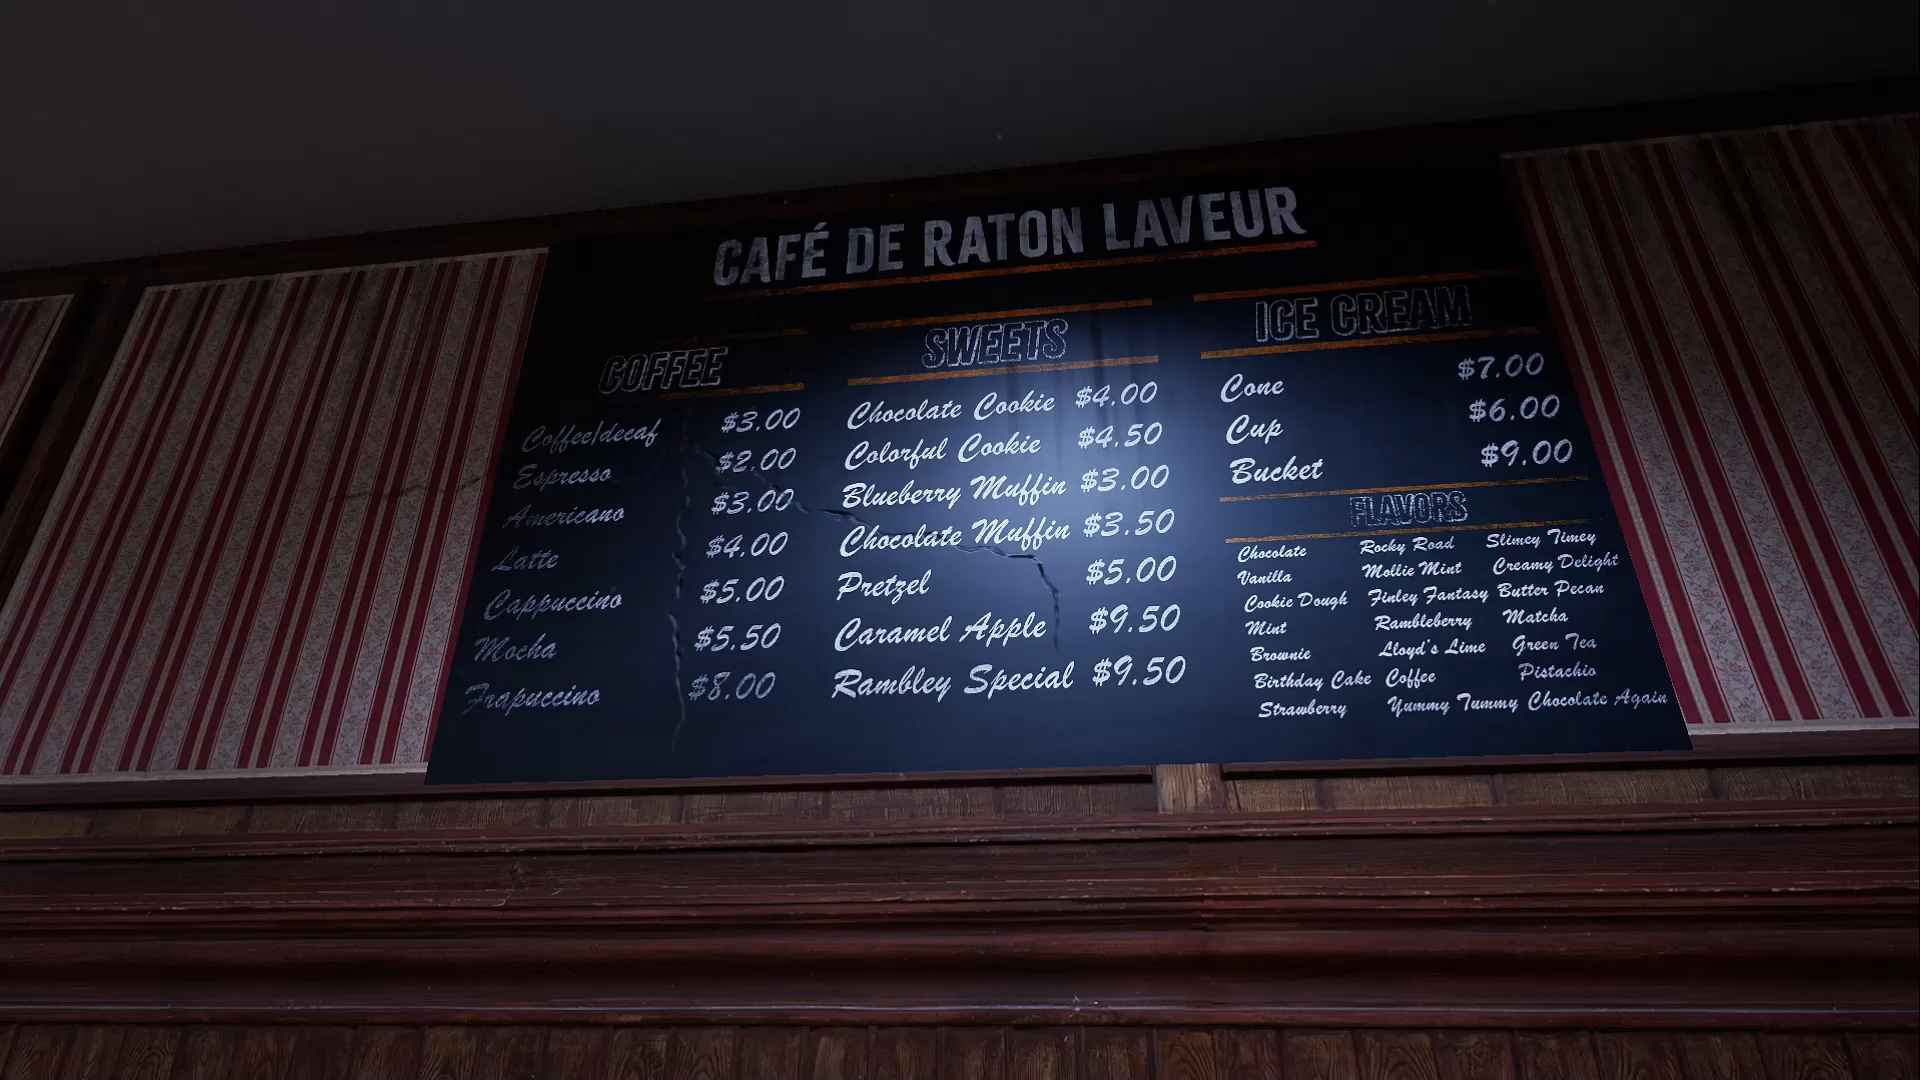 CAFÉ DE RATON LAVEUR
COFFEE
Coffee/decaf $3.00
Espresso $2.00
Americano $3.00
Latte $4.00
Cappuccino $5.00
Mocha $5.50
Frapuccino $8.00
SWEETS
Chocolate Cookie $4.00
Colorful Cookie $4.50
Blueberry Muffin $3.00
Chocolate Muffin $3.50
Pretzel $5.00
Caramel Apple $9.50
Rambley Special $9.50
ICE CREAM
Cone $7.00
Cup $6.00
Bucket $9.00
FLAVORS
Chocolate
Vanilla
Cookie Dough
Mint
Brownie
Birthday Cake
Strawberry
Rocky Road
Mollie Mint
Finley Fantasy
Rambleberry
Lloyd's Lime
Coffee
Yummy Tummy Chocolate Again
Slimey Timey
Creamy Delight
Butter Pecan
Matcha
Green Tea
Pistachio